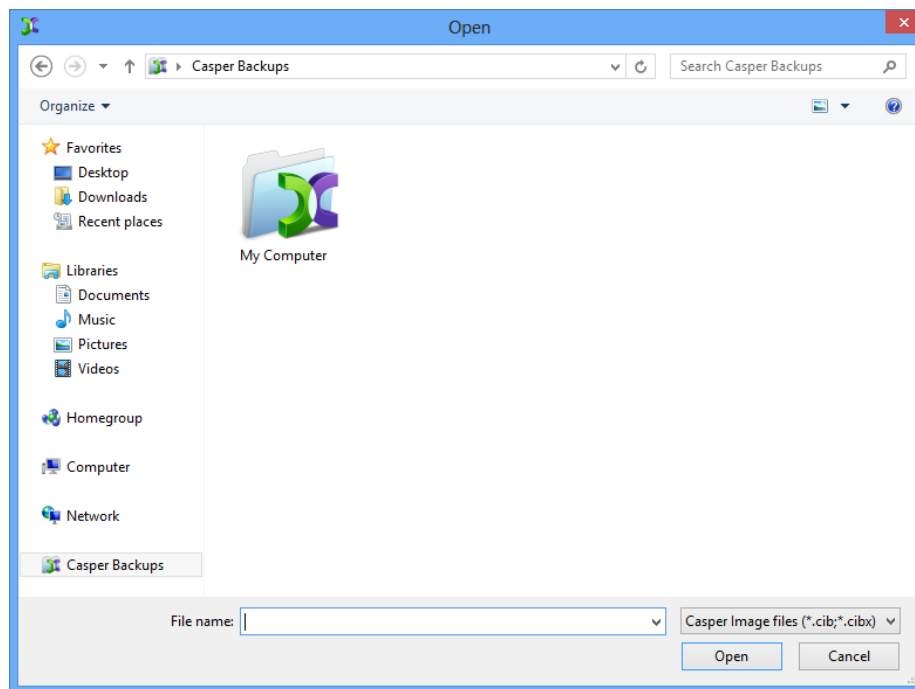 Open
Casper Backups
Search Casper Backups
Organize
Favorites
Desktop
Downloads
Recent places
Libraries
Documents
Music
Pictures
Videos
Homegroup
Computer
Network
Casper Backups
My Computer
File name:
Casper Image files (*.cib;*.cibx)
Open
Cancel